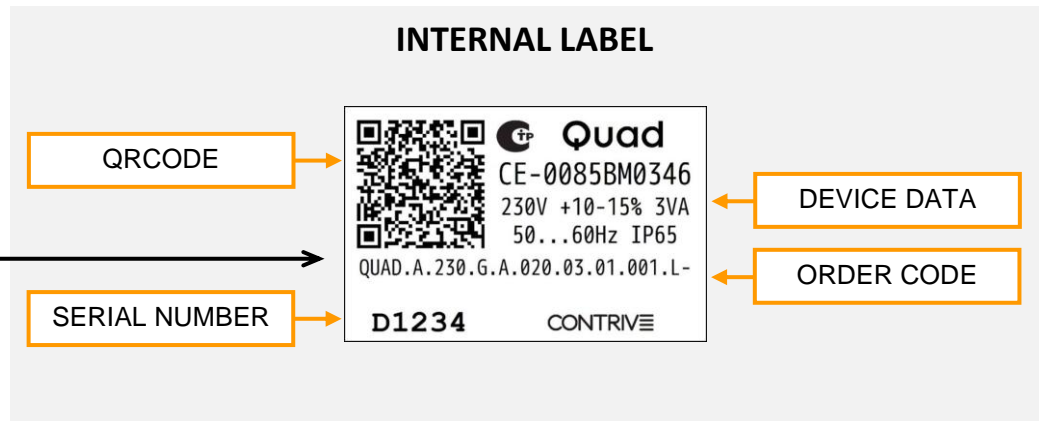 INTERNAL LABEL
QRCODE
Quad
CE-0085BM0346
230V +10-15% 3VA
50...60Hz IP65
DEVICE DATA
QUAD.A.230.G.A.020.03.01.001.L-
ORDER CODE
SERIAL NUMBER
D1234
CONTRIVE